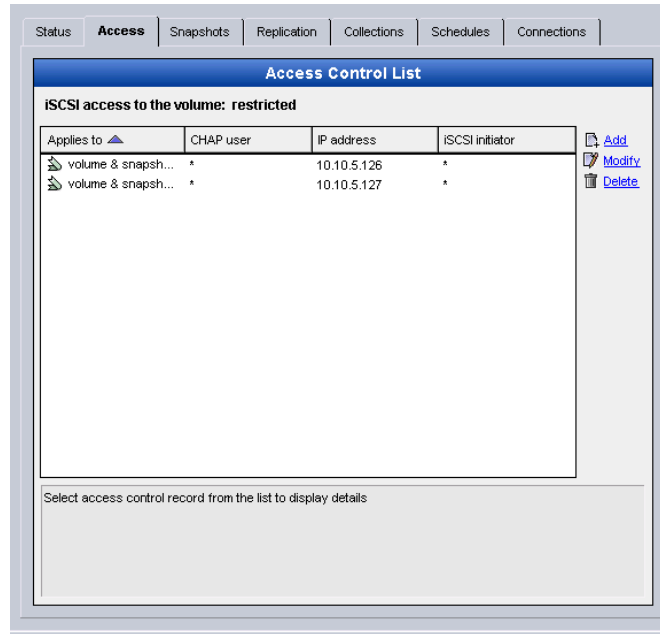 Status Access Snapshots Replication Collections Schedules Connections
Access Control List
iSCSI access to the volume: restricted
Applies to CHAP user IP address iSCSI initiator
volume & snapsh... * 10.10.5.126 *
volume & snapsh... * 10.10.5.127 *
Add
Modify
Delete
Select access control record from the list to display details